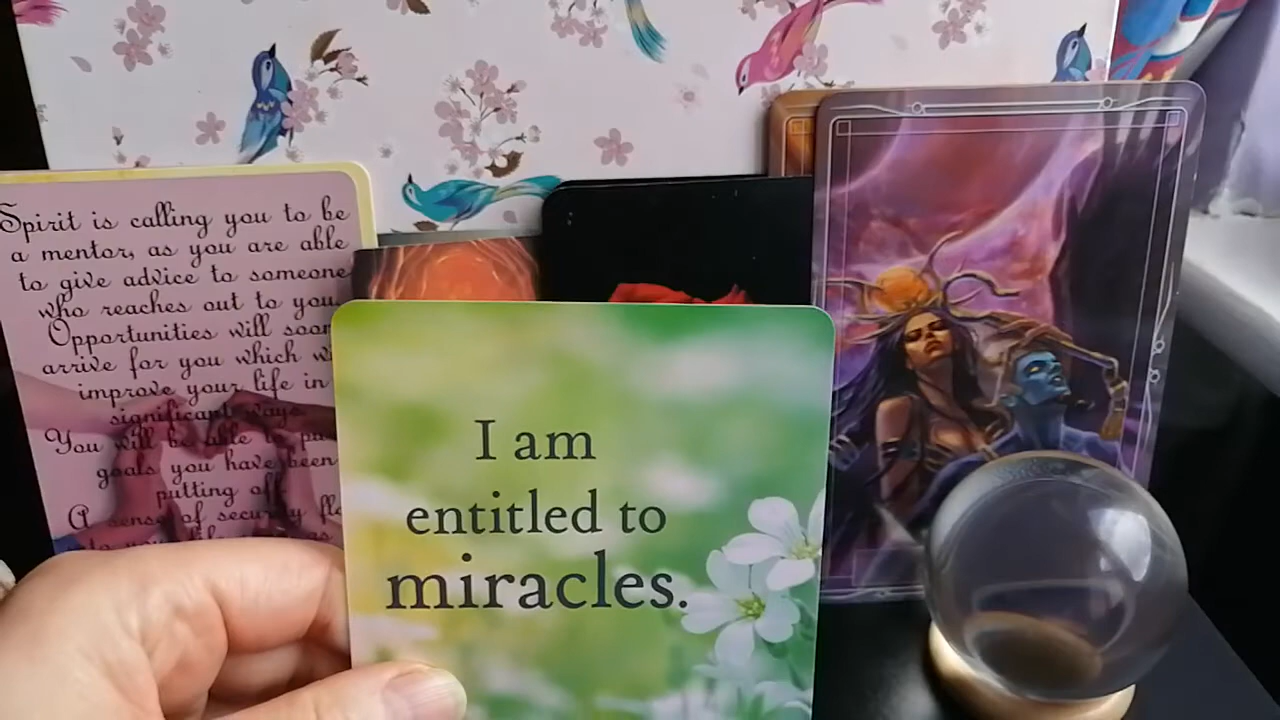 Spirit is calling you to be
a mentor, as you are able
to give advice to someone
who reaches out to you.
Opportunities will soon
arrive for you which
improve your life in
significant ways.
You will be able to
goals you have been
putting off.
A sense of security
I am
entitled to
miracles.